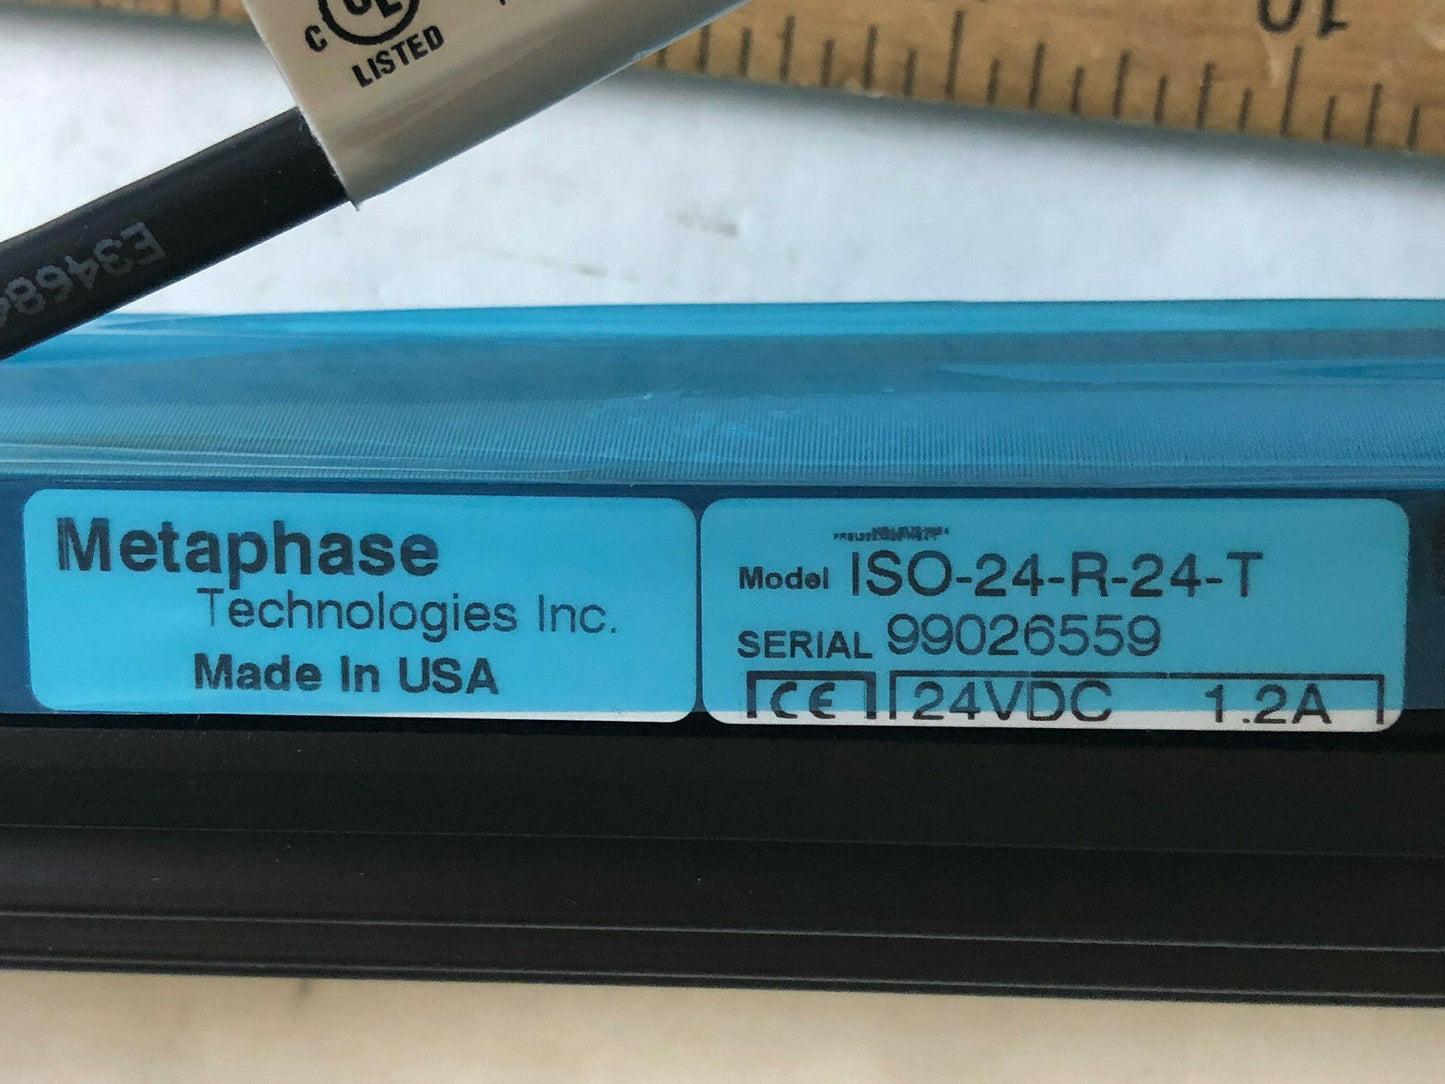 C UL
LISTED
10
E3468
Metaphase
Technologies Inc.
Made In USA
Model ISO-24-R-24-T
SERIAL 99026559
CE 24VDC 1.2A